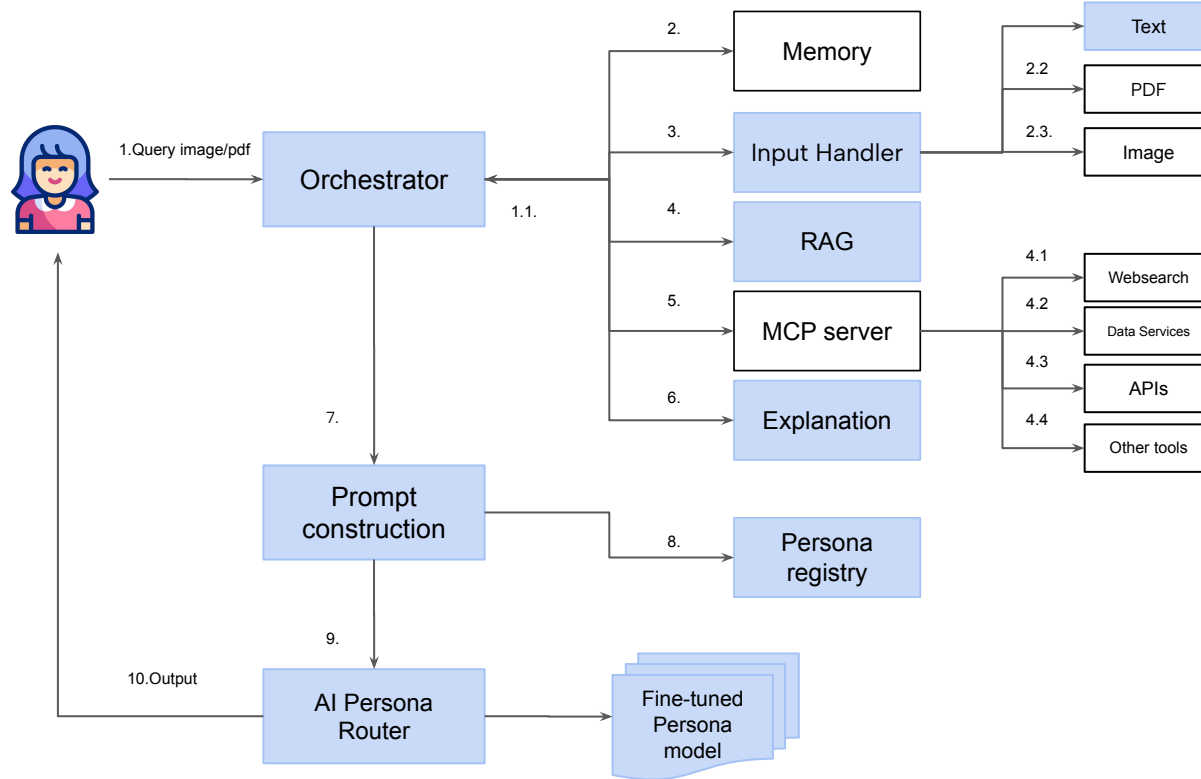 2.
Memory
Text
2.2
PDF
1.Query image/pdf
3.
Input Handler
2.3.
Image
Orchestrator
1.1.
4.
RAG
4.1
Websearch
5.
MCP server
4.2
Data Services
4.3
APIs
6.
Explanation
4.4
Other tools
7.
Prompt
construction
8.
Persona
registry
9.
10.Output
AI Persona
Router
Fine-tuned
Persona
model